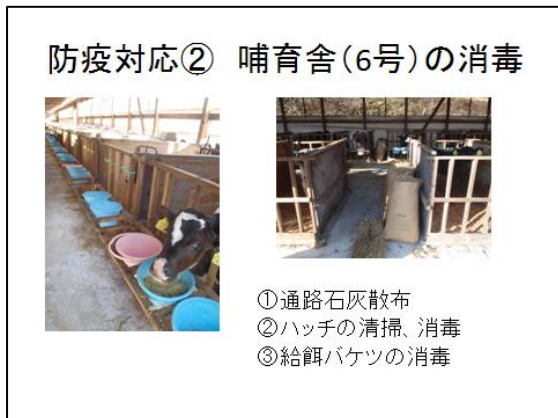 防疫対応② 哺育舎(6号)の消毒
①通路石灰散布
②ハッチの清掃、消毒
③給餌バケツの消毒